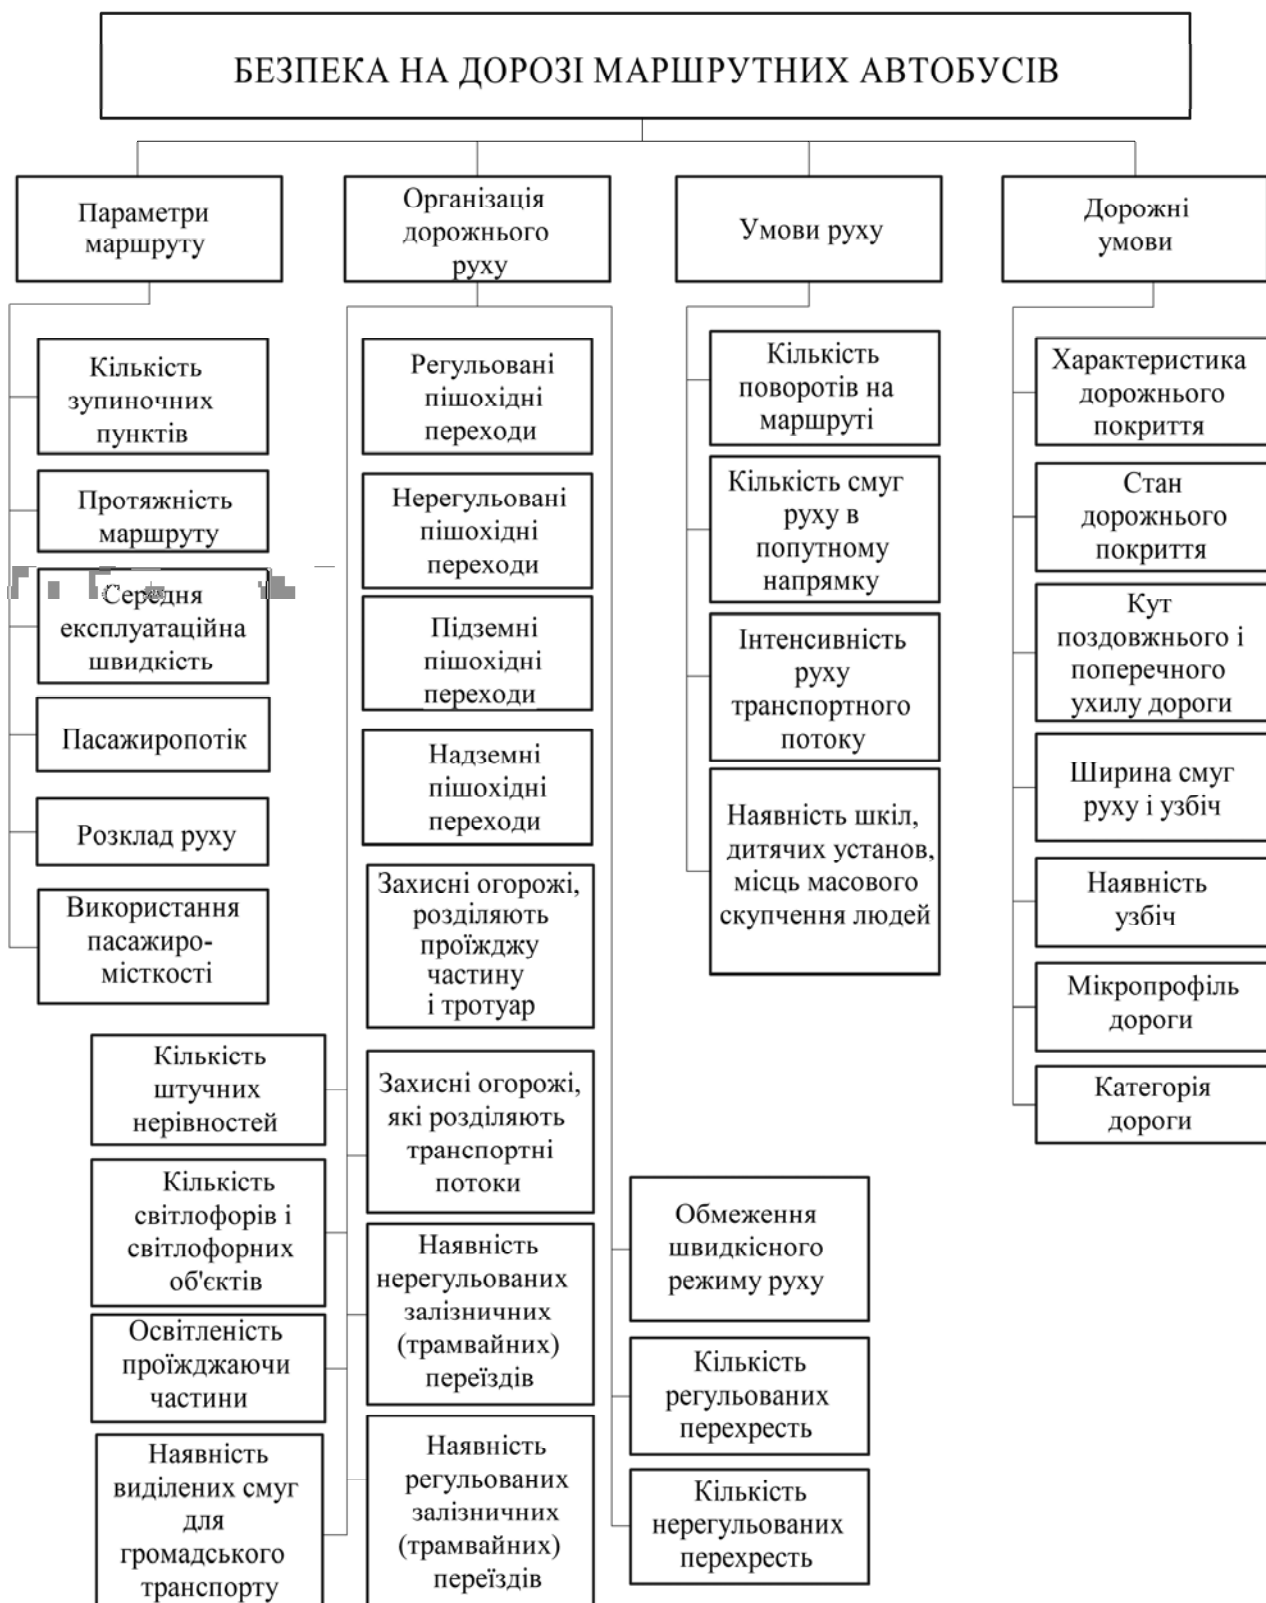 БЕЗПЕКА НА ДОРОЗІ МАРШРУТНИХ АВТОБУСІВ
Параметри
маршруту
Організація
дорожнього
руху
Умови руху
Дорожні
умови
Кількість
зупиночних
пунктів
Протяжність
маршруту
Середня
експлуатаційна
швидкість
Пасажиропотік
Розклад руху
Використання
пасажиро-
місткості
Регульовані
пішохідні
переходи
Нерегульовані
пішохідні
переходи
Підземні
пішохідні
переходи
Надземні
пішохідні
переходи
Захисні огорожі,
розділяють
проїжджу
частину
і тротуар
Захисні огорожі,
які розділяють
транспортні
потоки
Наявність
нерегульованих
залізничних
(трамвайних)
переїздів
Наявність
регульованих
залізничних
(трамвайних)
переїздів
Кількість
штучних
нерівностей
Кількість
світлофорів і
світлофорних
об'єктів
Освітленість
проїжджаючи
частини
Наявність
виділених смуг
для
громадського
транспорту
Обмеження
швидкісного
режиму руху
Кількість
регульованих
перехресть
Кількість
нерегульованих
перехресть
Кількість
поворотів на
маршруті
Кількість смуг
руху в
попутному
напрямку
Інтенсивність
руху
транспортного
потоку
Наявність шкіл,
дитячих установ,
місць масового
скупчення людей
Характеристика
дорожнього
покриття
Стан
дорожнього
покриття
Кут
поздовжнього і
поперечного
ухилу дороги
Ширина смуг
руху і узбіч
Наявність
узбіч
Мікропрофіль
дороги
Категорія
дороги